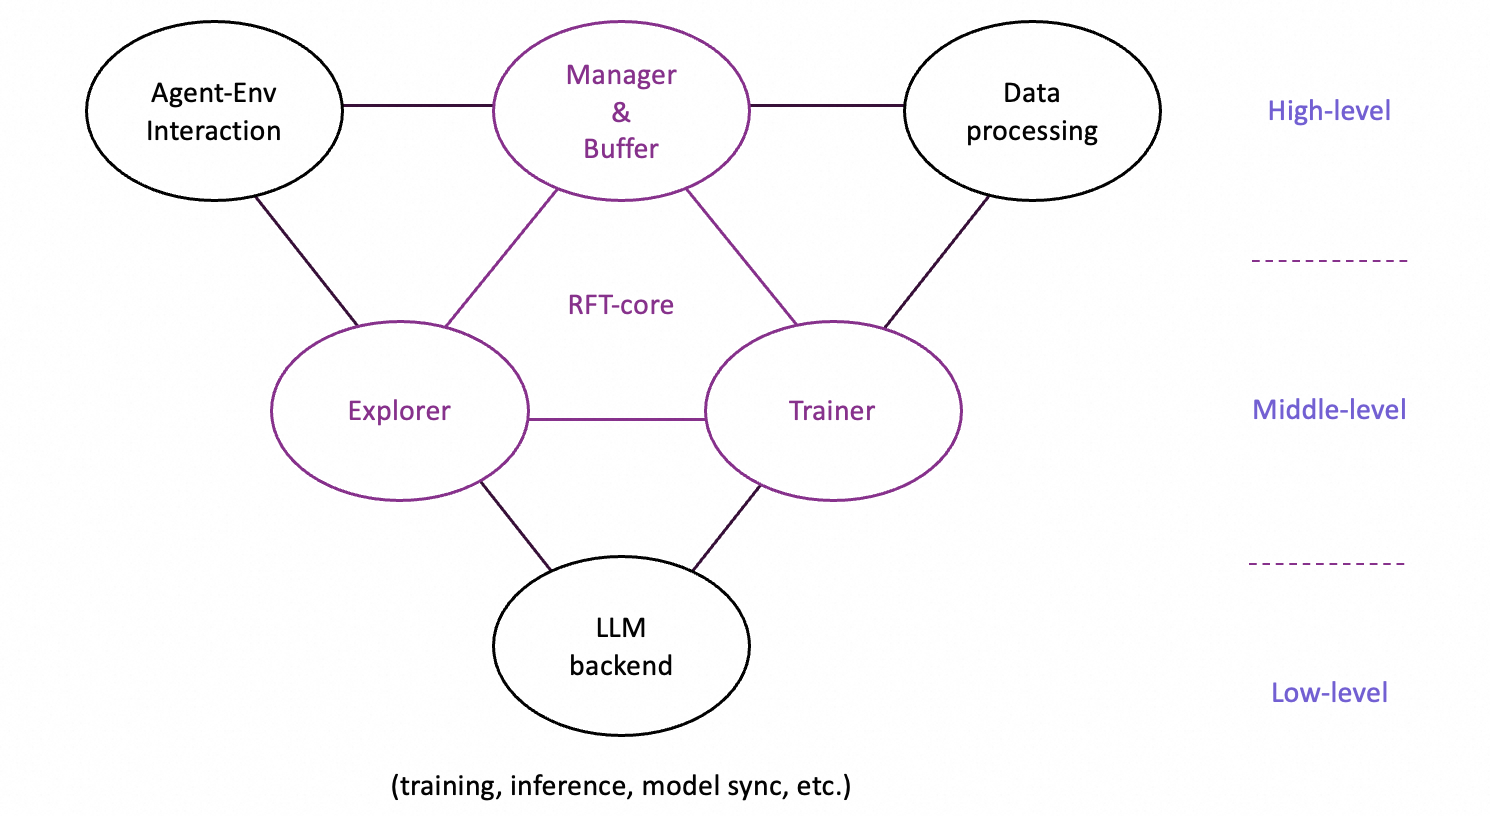 Agent-Env
Interaction
Manager
&
Buffer
Data
processing
High-level
RFT-core
Explorer
Trainer
Middle-level
LLM
backend
Low-level
(training, inference, model sync, etc.)